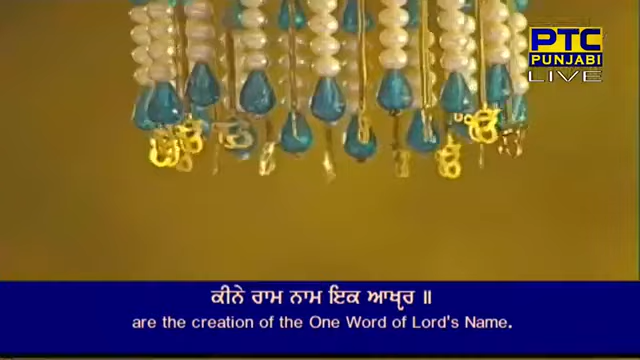 PTC
PUNJABI
LIVE
ਕੀਨੇ ਰਾਮ ਨਾਮ ਇਕ ਆਖੵਰ ॥
are the creation of the One Word of Lord's Name.